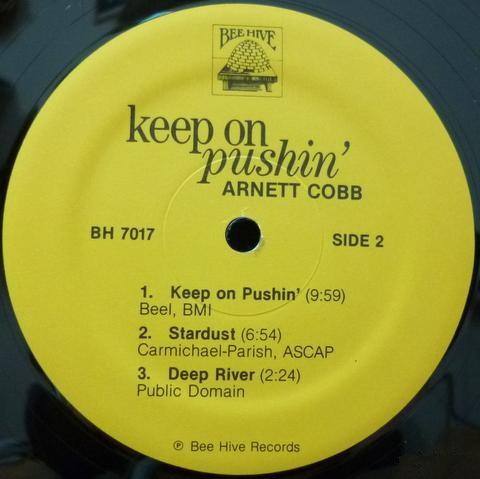 BEE HIVE
keep on
pushin'
ARNETT COBB
BH 7017
SIDE 2
1. Keep on Pushin' (9:59)
Beel, BMI
2. Stardust (6:54)
Carmichael-Parish, ASCAP
3. Deep River (2:24)
Public Domain
℗ Bee Hive Records